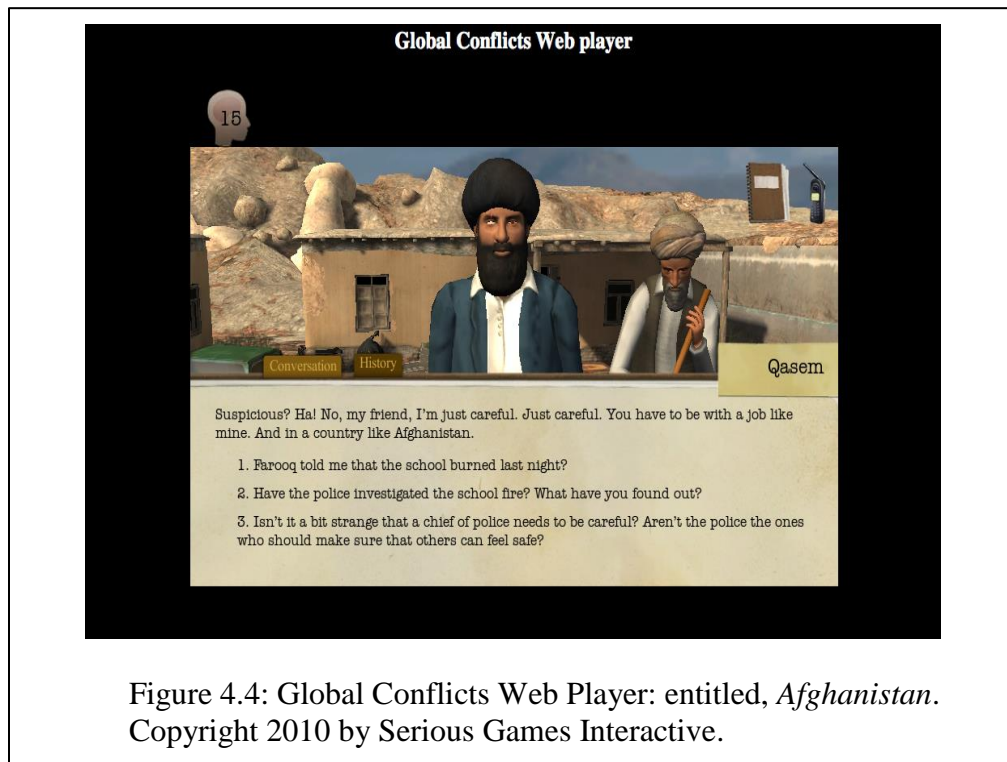 Global Conflicts Web player
15
Conversation
History
Qasem
Suspicious? Ha! No, my friend, I'm just careful. Just careful. You have to be with a job like
mine. And in a country like Afghanistan.
1. Farooq told me that the school burned last night?
2. Have the police investigated the school fire? What have you found out?
3. Isn't it a bit strange that a chief of police needs to be careful? Aren't the police the ones
who should make sure that others can feel safe?
Figure 4.4: Global Conflicts Web Player: entitled, Afghanistan.
Copyright 2010 by Serious Games Interactive.